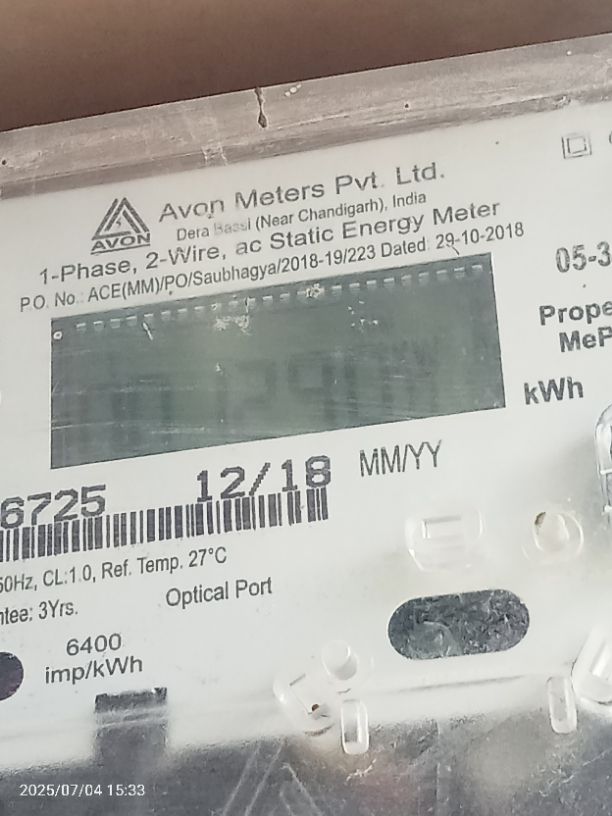 Avon Meters Pvt. Ltd.
AVON
Dera Bassi (Near Chandigarh), India
1-Phase, 2-Wire, ac Static Energy Meter
P.O. No.: ACE(MM)/PO/Saubhagya/2018-19/223 Dated: 29-10-2018
05-3
Prope
MeP
kWh
6725 12/18 MM/YY
50Hz, CL:1.0, Ref. Temp. 27°C
ntee: 3Yrs.
Optical Port
6400
imp/kWh
2025/07/04 15:33